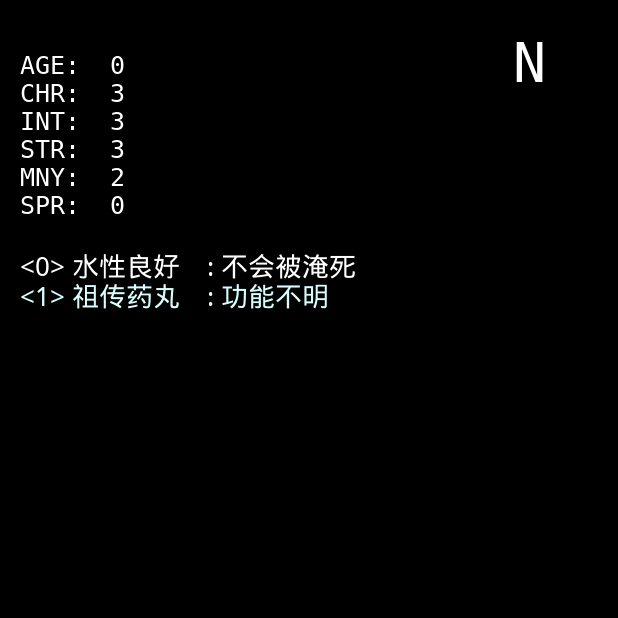 N
AGE: 0
CHR: 3
INT: 3
STR: 3
MNY: 2
SPR: 0
<0> 水性良好 : 不会被淹死
<1> 祖传药丸 : 功能不明